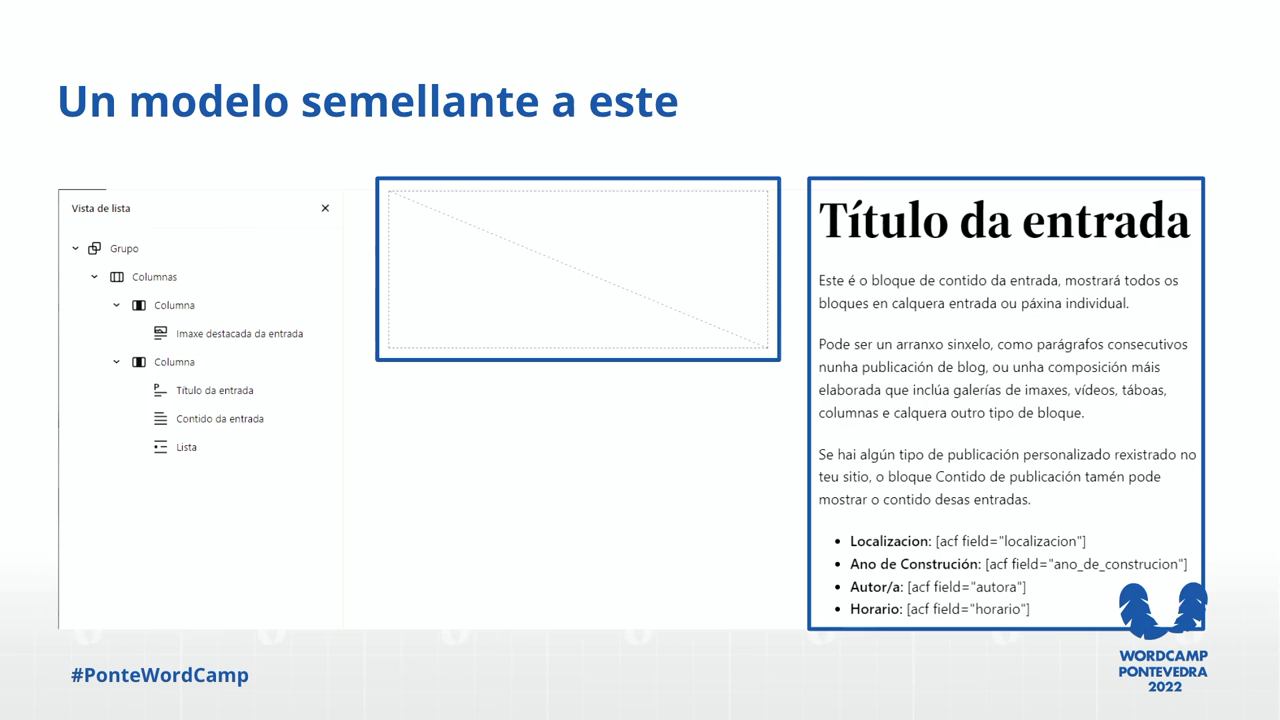 Un modelo semellante a este
Vista de lista
Grupo
Columnas
Columna
Imaxe destacada da entrada
Columna
Título da entrada
Contido da entrada
Lista
Título da entrada
Este é o bloque de contido da entrada, mostrará todos os
bloques en calquera entrada ou páxina individual.
Pode ser un arranxo sinxelo, como parágrafos consecutivos
nunha publicación de blog, ou unha composición máis
elaborada que inclúa galerías de imaxes, vídeos, táboas,
columnas e calquera outro tipo de bloque.
Se hai algún tipo de publicación personalizado rexistrado no
teu sitio, o bloque Contido de publicación tamén pode
mostrar o contido desas entradas.
• Localizacion: [acf field="localizacion"]
• Ano de Construción: [acf field="ano_de_construcion"]
• Autor/a: [acf field="autora"]
• Horario: [acf field="horario"]
#PonteWordCamp
WORDCAMP
PONTEVEDRA
2022